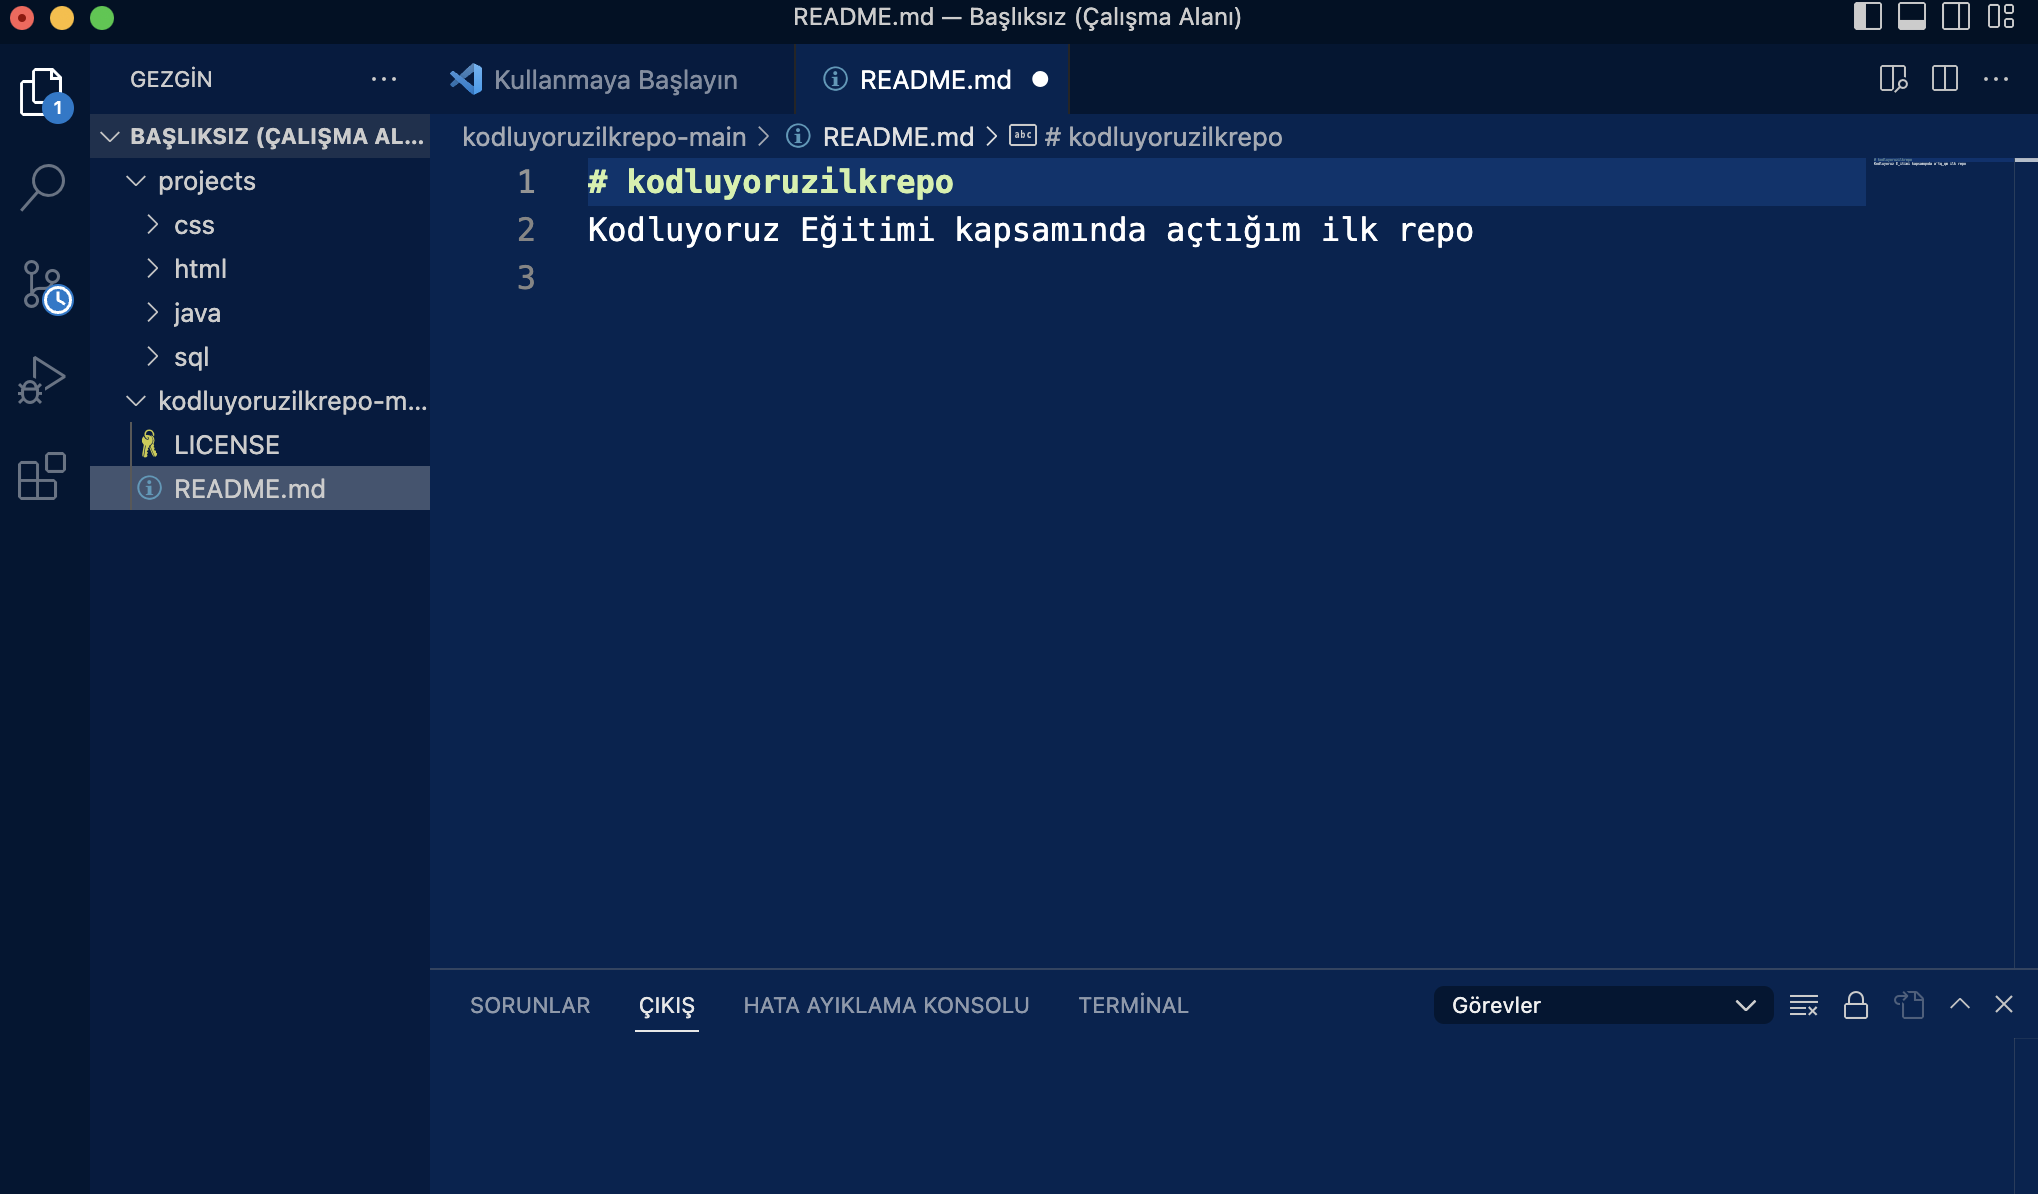 README.md — Başlıksız (Çalışma Alanı)
GEZGİN
Kullanmaya Başlayın
README.md
1
BAŞLIKSIZ (ÇALIŞMA AL...
kodluyoruzilkrepo-main > README.md > abc # kodluyoruzilkrepo
projects
css
html
java
sql
kodluyoruzilkrepo-m...
LICENSE
README.md
1 # kodluyoruzilkrepo
2 Kodluyoruz Eğitimi kapsamında açtığım ilk repo
3
SORUNLAR
ÇIKIŞ
HATA AYIKLAMA KONSOLU
TERMİNAL
Görevler